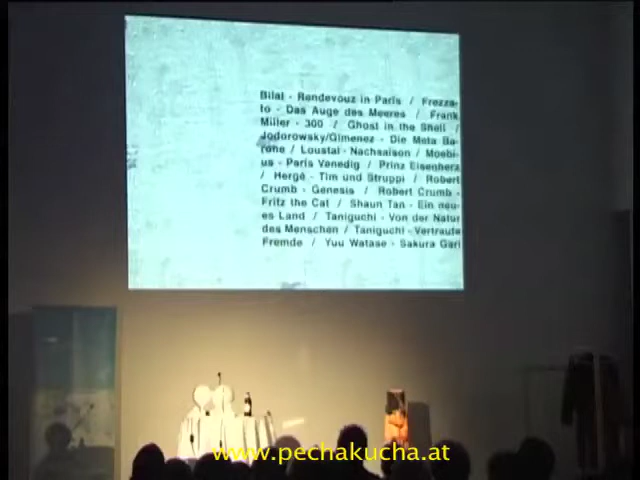 Bilal - Rendevouz in Paris / Frezza-
to - Das Auge des Meeres / Frank
Miller - 300 / Ghost in the Shell /
Jodorowsky/Gimenez - Die Meta Ba-
rone / Loustal - Nachsaison / Moebi-
us - Paris Venedig / Prinz Eisenherz
/ Hergé - Tim und Struppi / Robert
Crumb - Genesis / Robert Crumb -
Fritz the Cat / Shaun Tan - Ein neu-
es Land / Taniguchi - Von der Natur
des Menschen / Taniguchi - Vertraute
Fremde / Yuu Watase - Sakura Gari
www.pechakucha.at